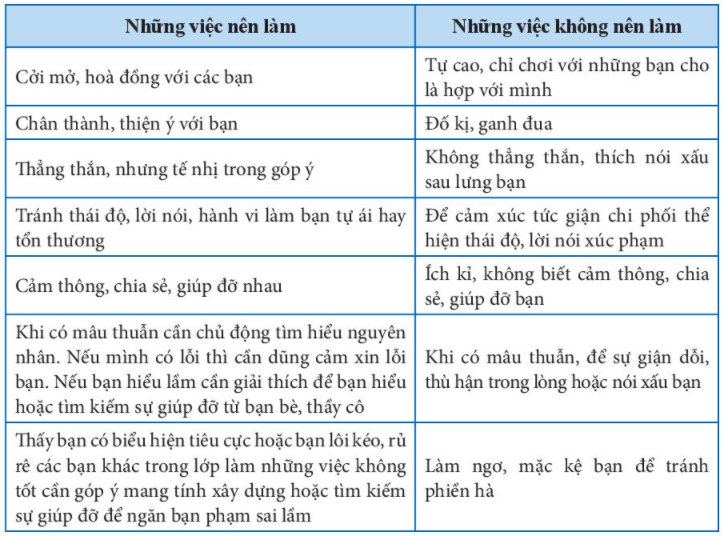 Những việc nên làm
Những việc không nên làm
Cởi mở, hoà đồng với các bạn
Tự cao, chỉ chơi với những bạn cho
là hợp với mình
Chân thành, thiện ý với bạn
Đố kị, ganh đua
Thẳng thắn, nhưng tế nhị trong góp ý
Không thẳng thắn, thích nói xấu
sau lưng bạn
Tránh thái độ, lời nói, hành vi làm bạn tự ái hay
tổn thương
Để cảm xúc tức giận chi phối thể
hiện thái độ, lời nói xúc phạm
Cảm thông, chia sẻ, giúp đỡ nhau
Ích kỉ, không biết cảm thông, chia
sẻ, giúp đỡ bạn
Khi có mâu thuẫn cần chủ động tìm hiểu nguyên
nhân. Nếu mình có lỗi thì cần dũng cảm xin lỗi
bạn. Nếu bạn hiểu lầm cần giải thích để bạn hiểu
hoặc tìm kiếm sự giúp đỡ từ bạn bè, thầy cô
Khi có mâu thuẫn, để sự giận dỗi,
thù hận trong lòng hoặc nói xấu bạn
Thấy bạn có biểu hiện tiêu cực hoặc bạn lôi kéo, rủ
rê các bạn khác trong lớp làm những việc không
tốt cần góp ý mang tính xây dựng hoặc tìm kiếm
sự giúp đỡ để ngăn bạn phạm sai lầm
Làm ngơ, mặc kệ bạn để tránh
phiền hà